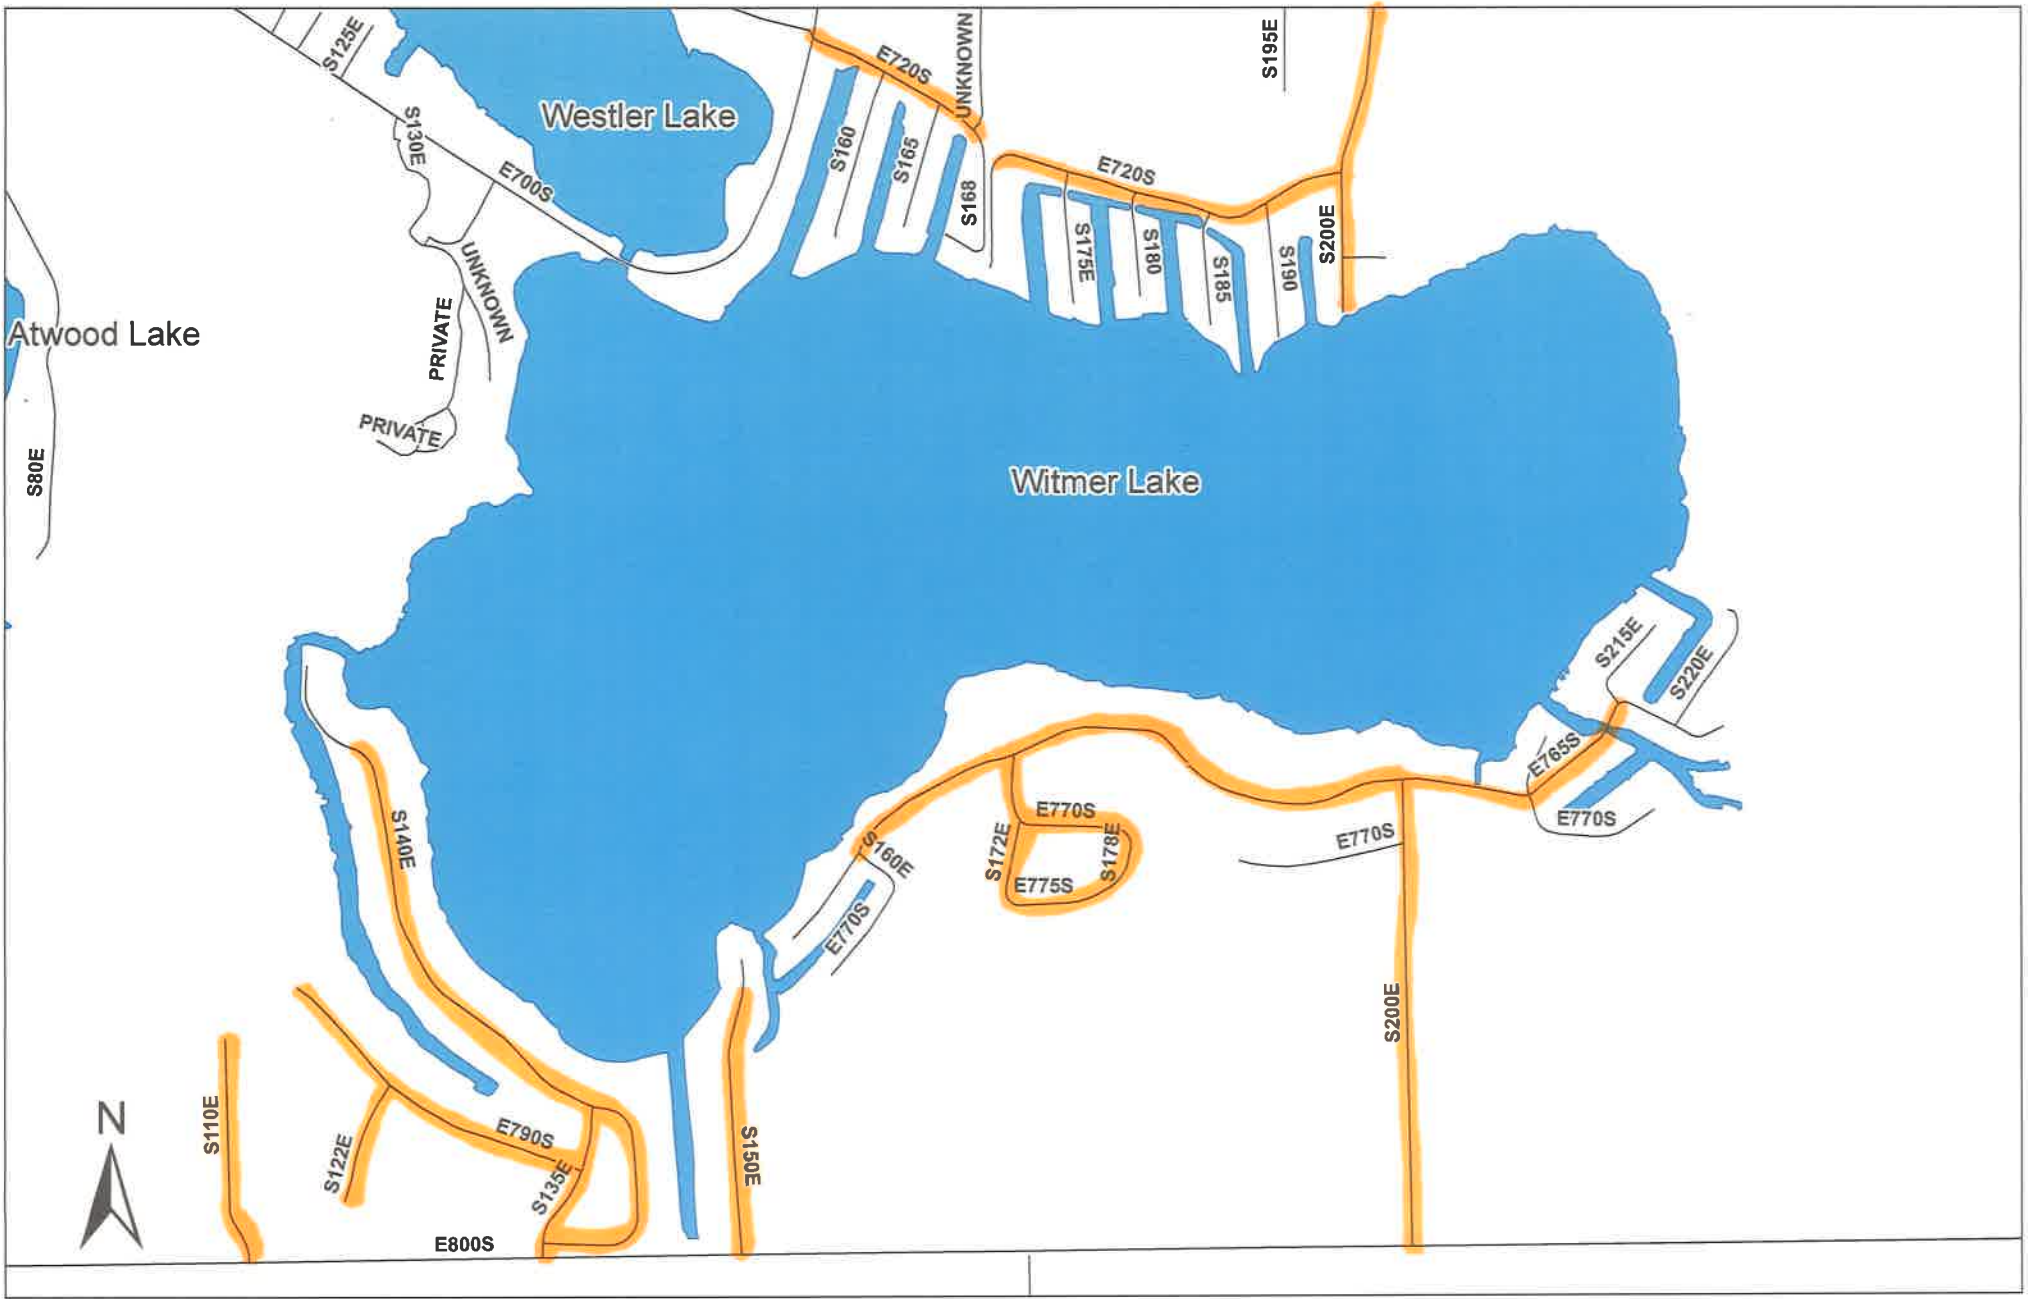 S125E
E720S
UNKNOWN
S195E
Westler Lake
S130E
E700S
S160
S165
S168
E720S
S200E
S175E
S180
S185
S190
UNKNOWN
PRIVATE
Atwood Lake
PRIVATE
S80E
Witmer Lake
S215E
S220E
E765S
E770S
S140E
S160E
E770S
S172E
S178E
E775S
E770S
E770S
S200E
N
S110E
S122E
E790S
S135E
S150E
E800S